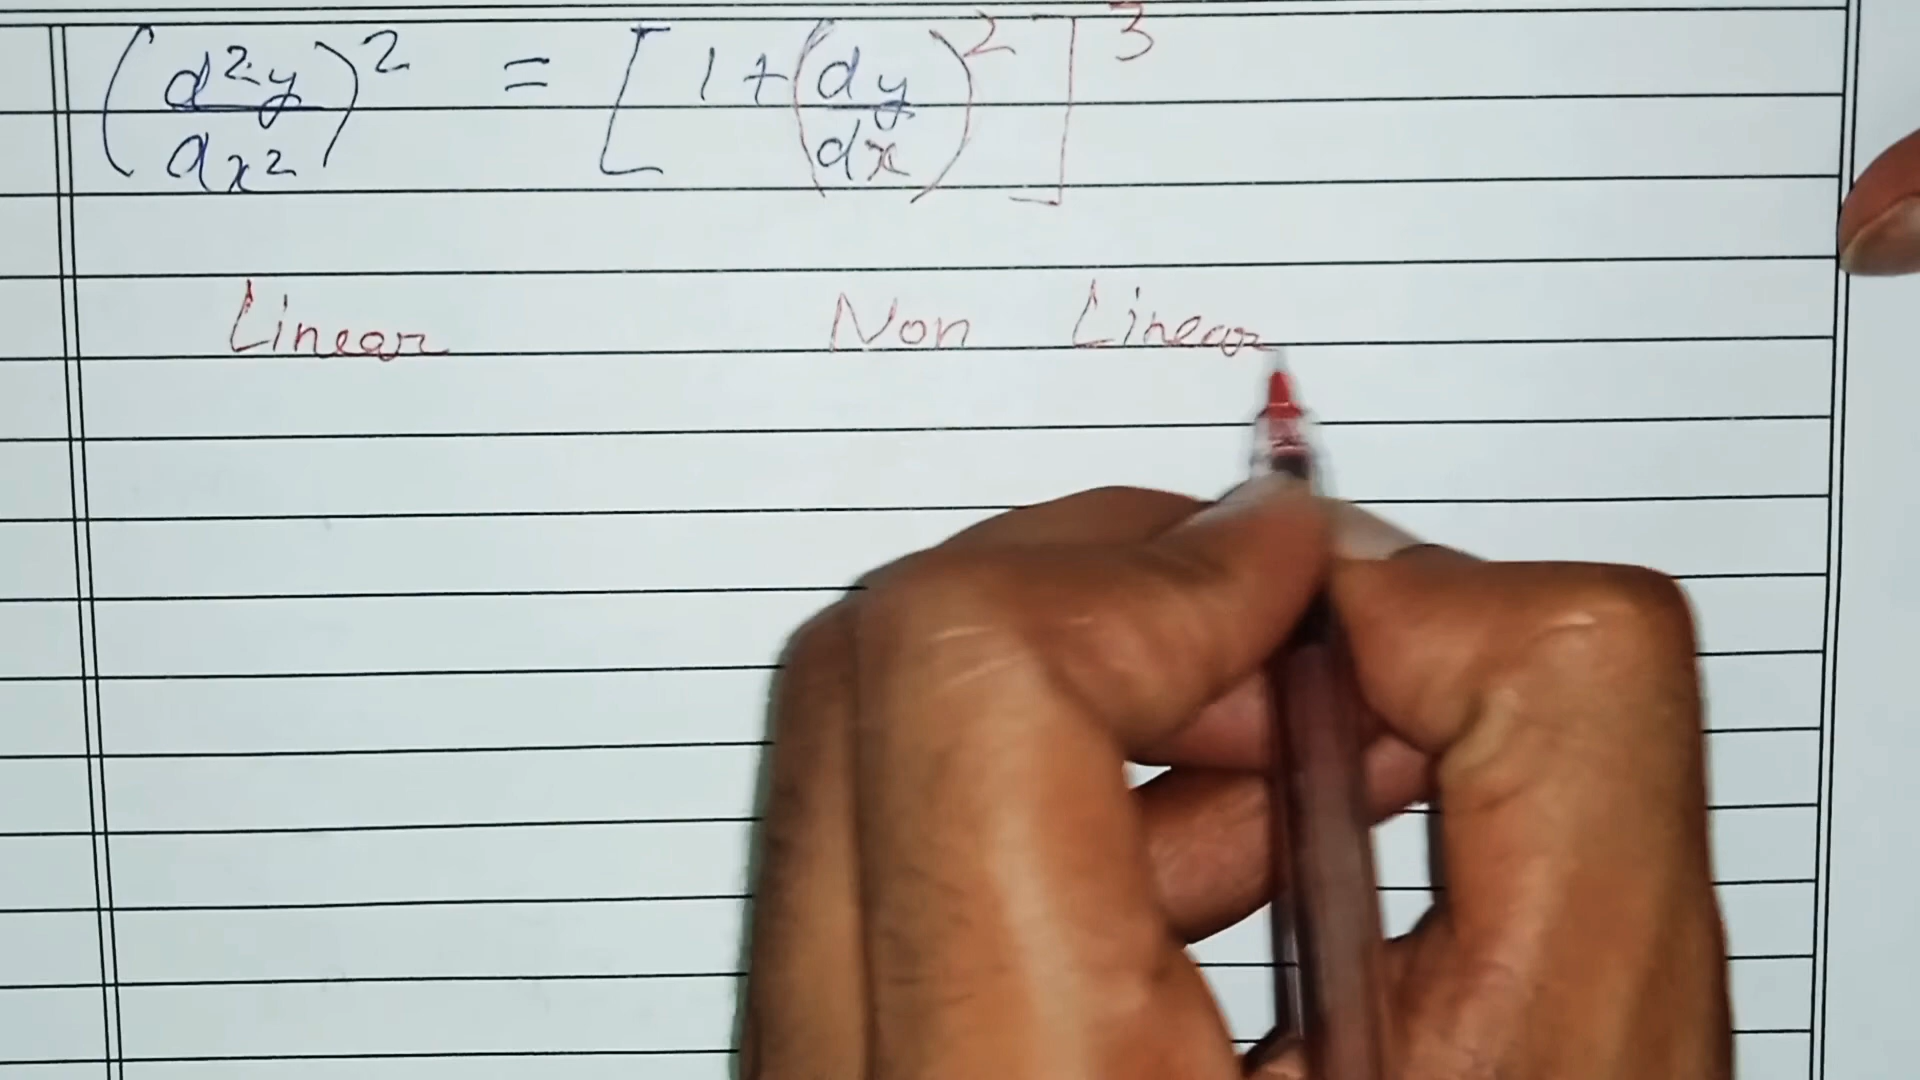 (d²y/dx²)² = [1+(dy/dx)²]³
Linear Non Linear